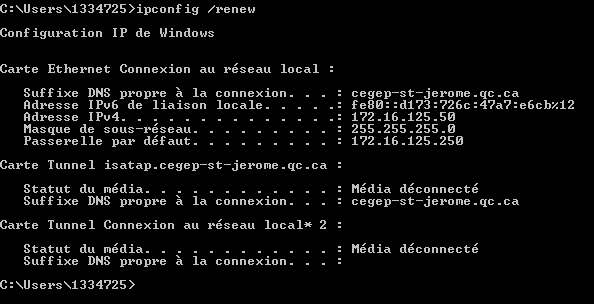 C:\Users\1334725>ipconfig /renew
Configuration IP de Windows
Carte Ethernet Connexion au réseau local :
Suffixe DNS propre à la connexion. . . : cegep-st-jerome.qc.ca
Adresse IPv6 de liaison locale. . . . .: fe80::d173:726c:47a7:e6cb%12
Adresse IPv4. . . . . . . . . . . . . .: 172.16.125.50
Masque de sous-réseau. . . . . . . . . : 255.255.255.0
Passerelle par défaut. . . . . . . . . : 172.16.125.250
Carte Tunnel isatap.cegep-st-jerome.qc.ca :
Statut du média. . . . . . . . . . . . : Média déconnecté
Suffixe DNS propre à la connexion. . . : cegep-st-jerome.qc.ca
Carte Tunnel Connexion au réseau local* 2 :
Statut du média. . . . . . . . . . . . : Média déconnecté
Suffixe DNS propre à la connexion. . . :
C:\Users\1334725>